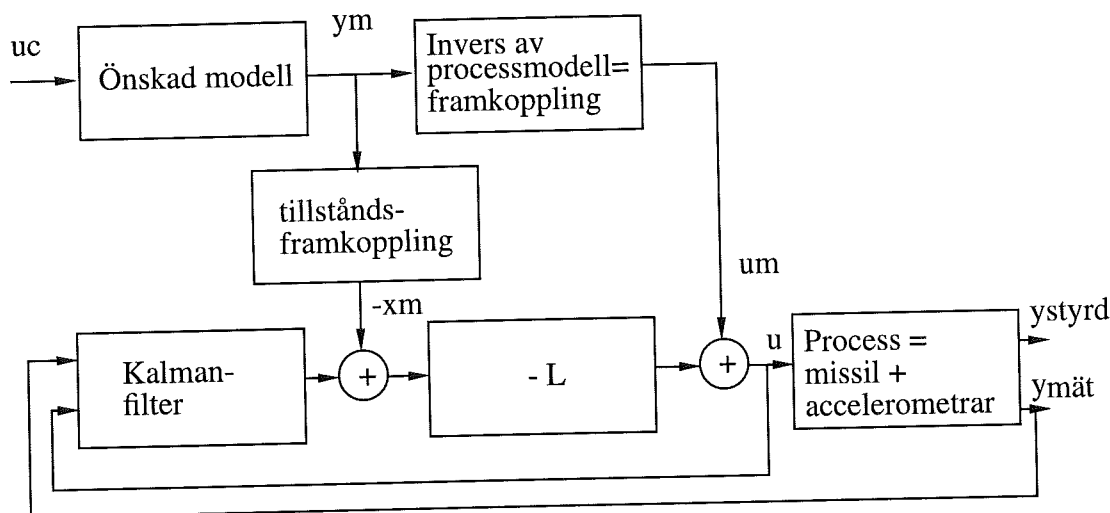 uc
Önskad modell
ym
Invers av
processmodell=
framkoppling
tillstånds-
framkoppling
um
-xm
Kalman-
filter
+
- L
+
u
Process =
missil +
accelerometrar
ystyrd
ymät